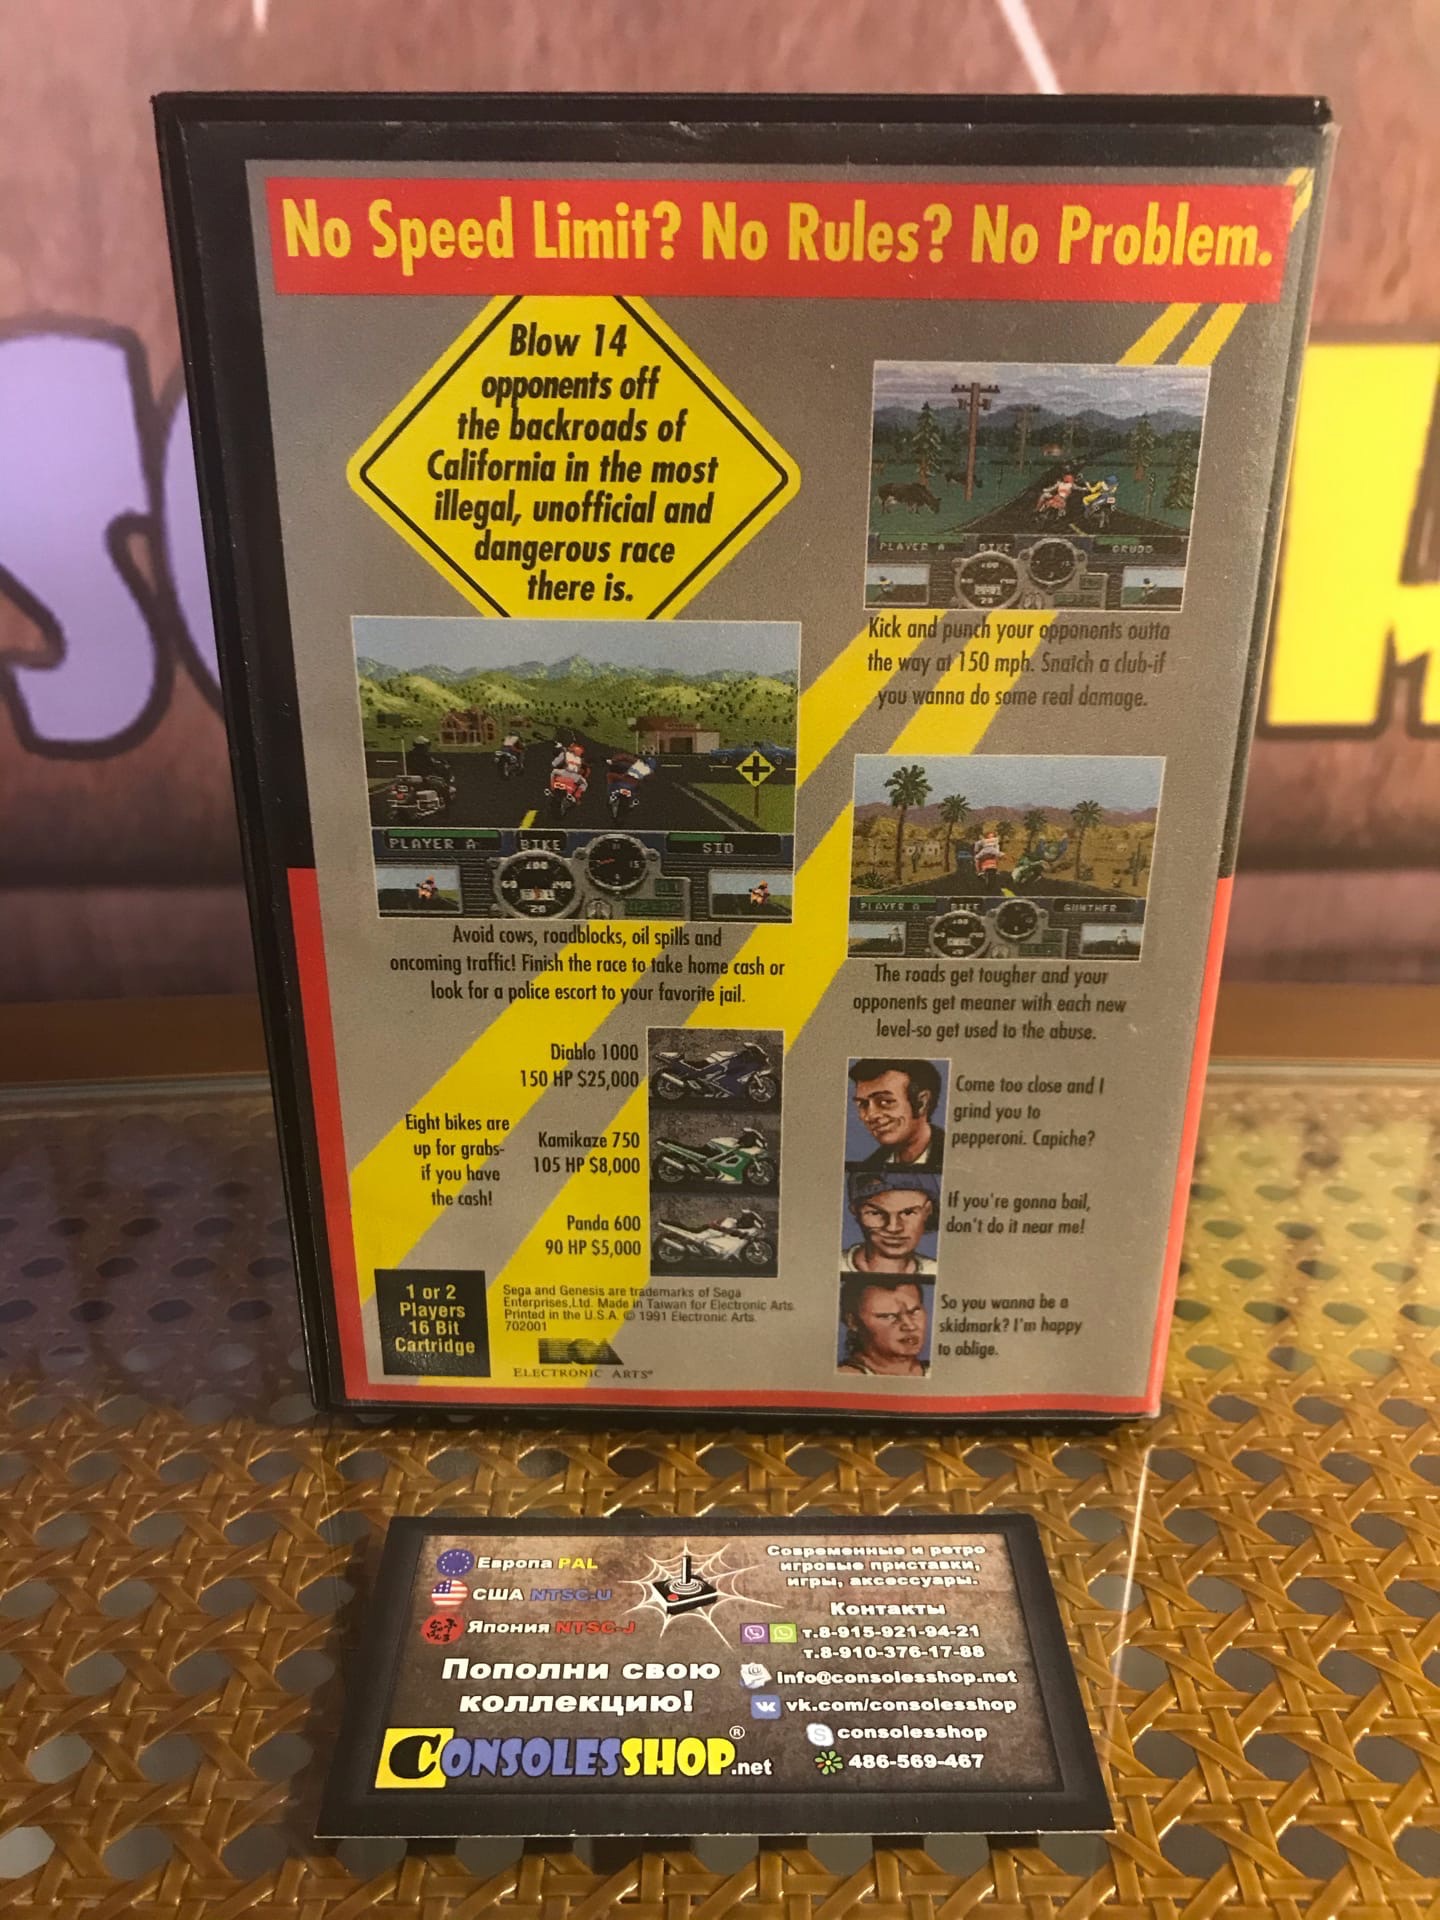 No Speed Limit? No Rules? No Problem.
Blow 14
opponents off
the backroads of
California in the most
illegal, unofficial and
dangerous race
there is.
PLAYER A BIKE GRUDD
Kick and punch your opponents outta
the way at 150 mph. Snatch a club-if
you wanna do some real damage.
PLAYER A BIKE SID
Avoid cows, roadblocks, oil spills and
oncoming traffic! Finish the race to take home cash or
look for a police escort to your favorite jail.
PLAYER A BIKE GUNTHER
The roads get tougher and your
opponents get meaner with each new
level-so get used to the abuse.
Eight bikes are
up for grabs-
if you have
the cash!
Diablo 1000
150 HP $25,000
Kamikaze 750
105 HP $8,000
Panda 600
90 HP $5,000
Come too close and I
grind you to
pepperoni. Capiche?
If you're gonna bail,
don't do it near me!
So you wanna be a
skidmark? I'm happy
to oblige.
1 or 2
Players
16 Bit
Cartridge
Sega and Genesis are trademarks of Sega
Enterprises,Ltd. Made in Taiwan for Electronic Arts.
Printed in the U.S.A. © 1991 Electronic Arts.
702001
ELECTRONIC ARTS®
Европа PAL
США NTSC-U
Япония NTSC-J
Пополни свою
коллекцию!
CONSOLESSHOP.net®
Современные и ретро
игровые приставки,
игры, аксессуары.
Контакты
т.8-915-921-94-21
т.8-910-376-17-88
info@consolesshop.net
vk.com/consolesshop
consolesshop
486-569-467